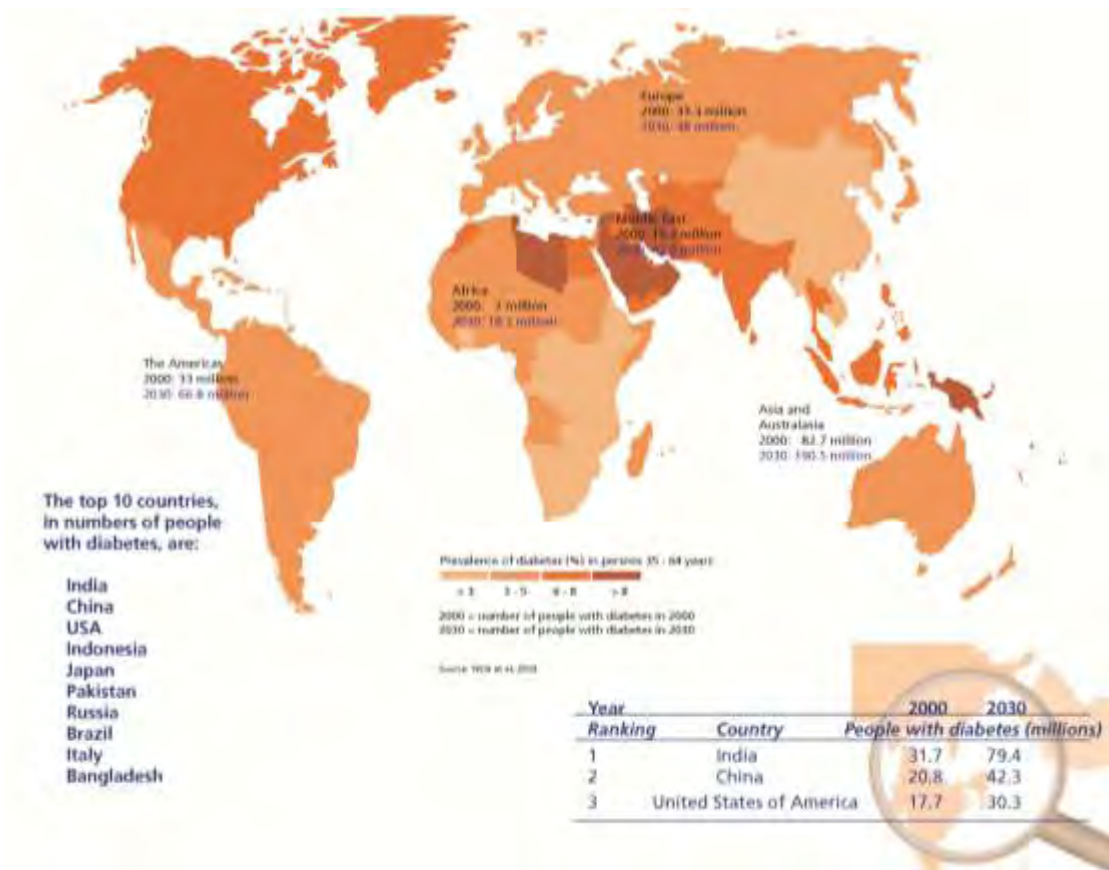 Europe
2000: 33.3 million
2030: 48 million
Middle East
2000: million
2030: million
Africa
2000: 7 million
2030: 18.2 million
The Americas
2000: 33 million
2030: 66.8 million
Asia and
Australasia
2000: 82.7 million
2030: 190.5 million
The top 10 countries,
in numbers of people
with diabetes, are:
India
China
USA
Indonesia
Japan
Pakistan
Russia
Brazil
Italy
Bangladesh
Prevalence of diabetes (%) in persons 35 - 64 years
< 3 3 - 5 6 - 8 > 8
2000 = number of people with diabetes in 2000
2030 = number of people with diabetes in 2030
Source:
Year 2000 2030
Ranking Country People with diabetes (millions)
1 India 31.7 79.4
2 China 20.8 42.3
3 United States of America 17.7 30.3